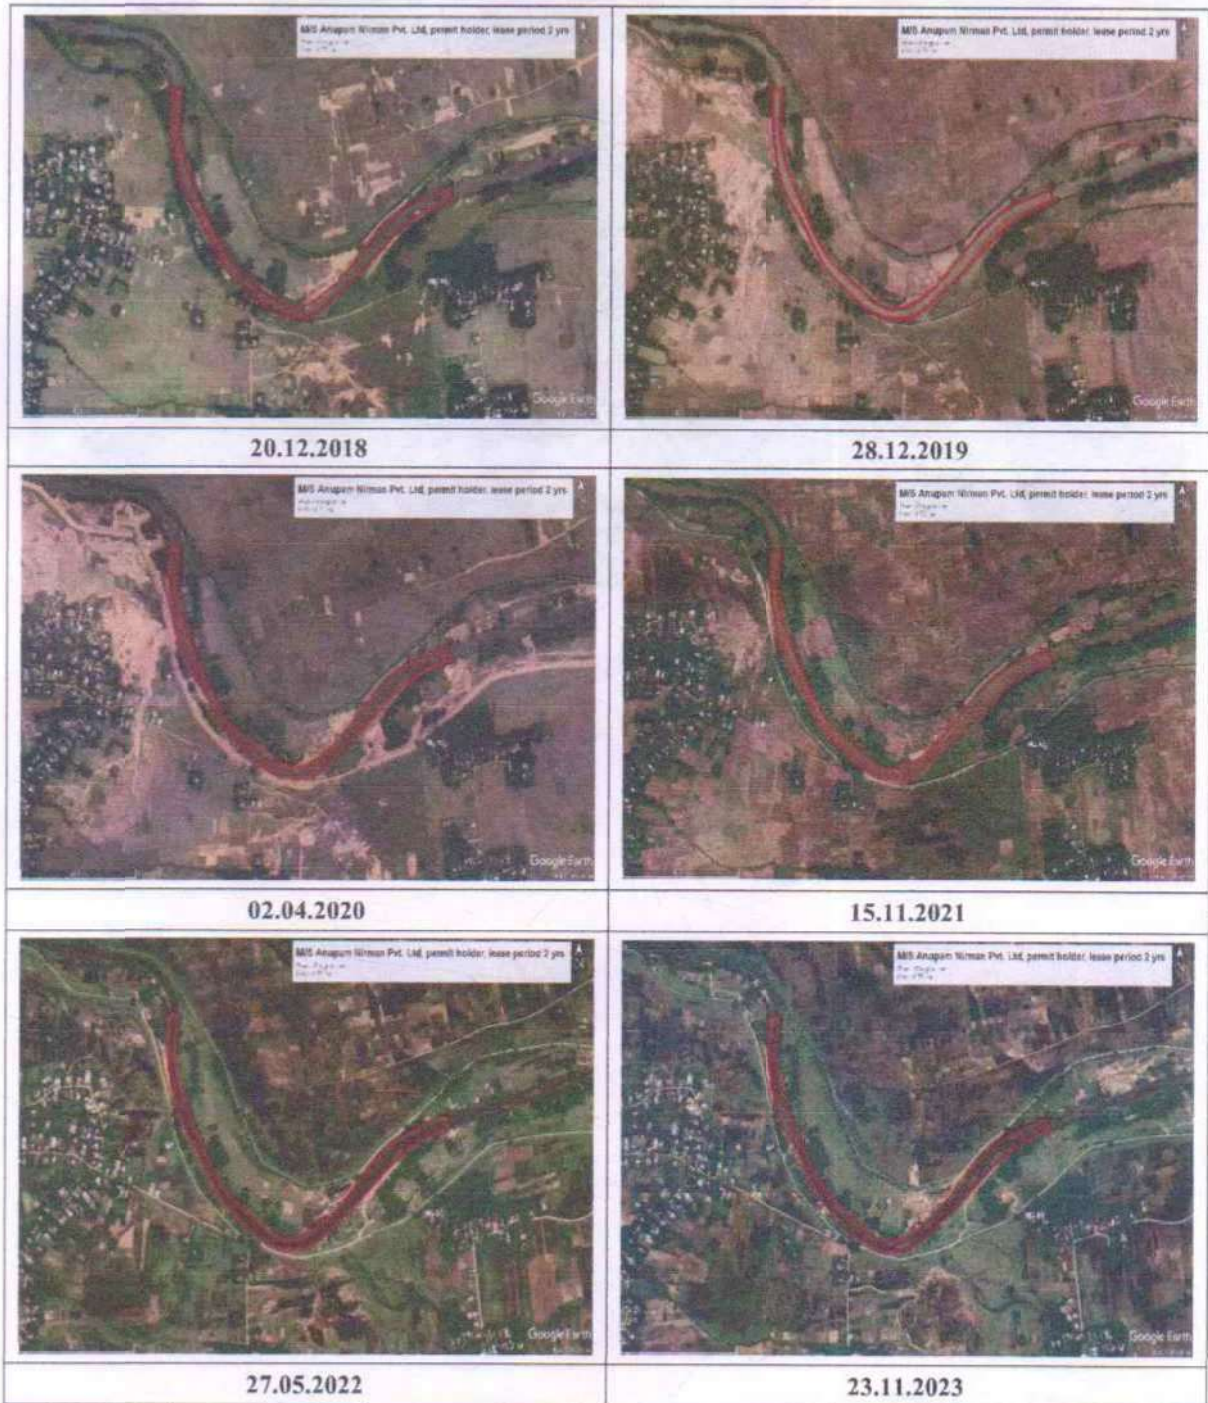 M/S Anupam Nirman Pvt. Ltd, permit holder, lease period 2 yrs
Google Earth
M/S Anupam Nirman Pvt. Ltd, permit holder, lease period 2 yrs
Google Earth
20.12.2018
28.12.2019
M/S Anupam Nirman Pvt. Ltd, permit holder, lease period 2 yrs
Google Earth
M/S Anupam Nirman Pvt. Ltd, permit holder, lease period 2 yrs
Google Earth
02.04.2020
15.11.2021
M/S Anupam Nirman Pvt. Ltd, permit holder, lease period 2 yrs
Google Earth
M/S Anupam Nirman Pvt. Ltd, permit holder, lease period 2 yrs
Google Earth
27.05.2022
23.11.2023